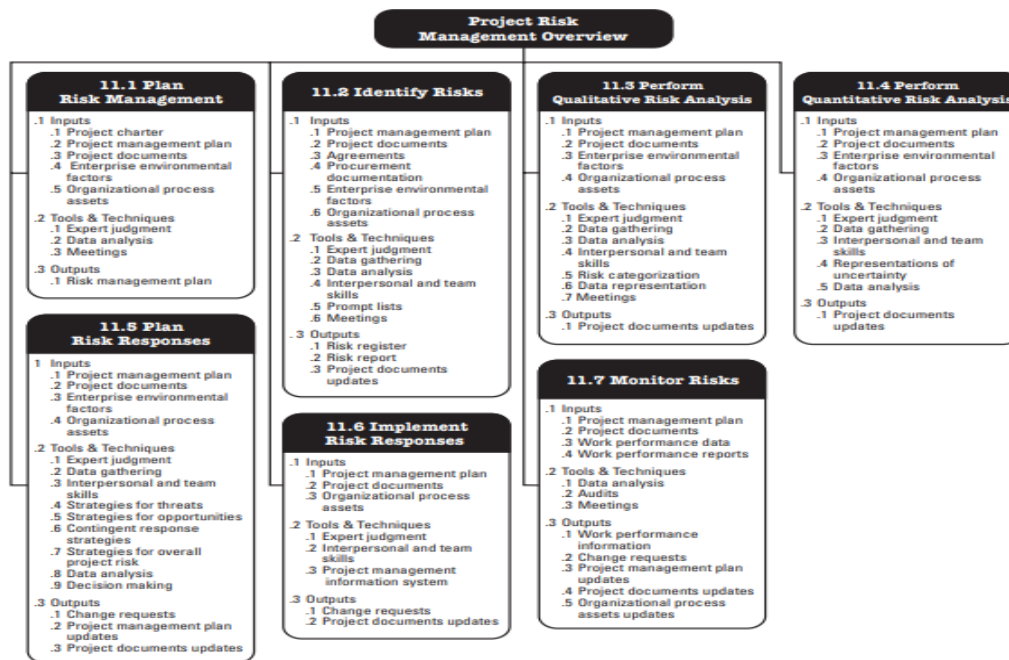 Project Risk
Management Overview
11.1 Plan
Risk Management
.1 Inputs
.1 Project charter
.2 Project management plan
.3 Project documents
.4 Enterprise environmental
factors
.5 Organizational process
assets
.2 Tools & Techniques
.1 Expert judgment
.2 Data analysis
.3 Meetings
.3 Outputs
.1 Risk management plan
11.2 Identify Risks
.1 Inputs
.1 Project management plan
.2 Project documents
.3 Agreements
.4 Procurement
documentation
.5 Enterprise environmental
factors
.6 Organizational process
assets
.2 Tools & Techniques
.1 Expert judgment
.2 Data gathering
.3 Data analysis
.4 Interpersonal and team
skills
.5 Prompt lists
.6 Meetings
.3 Outputs
.1 Risk register
.2 Risk report
.3 Project documents
updates
11.3 Perform
Qualitative Risk Analysis
.1 Inputs
.1 Project management plan
.2 Project documents
.3 Enterprise environmental
factors
.4 Organizational process
assets
.2 Tools & Techniques
.1 Expert judgment
.2 Data gathering
.3 Data analysis
.4 Interpersonal and team
skills
.5 Risk categorization
.6 Data representation
.7 Meetings
.3 Outputs
.1 Project documents updates
11.4 Perform
Quantitative Risk Analysis
.1 Inputs
.1 Project management plan
.2 Project documents
.3 Enterprise environmental
factors
.4 Organizational process
assets
.2 Tools & Techniques
.1 Expert judgment
.2 Data gathering
.3 Interpersonal and team
skills
.4 Representations of
uncertainty
.5 Data analysis
.3 Outputs
.1 Project documents
updates
11.5 Plan
Risk Responses
1 Inputs
.1 Project management plan
.2 Project documents
.3 Enterprise environmental
factors
.4 Organizational process
assets
.2 Tools & Techniques
.1 Expert judgment
.2 Data gathering
.3 Interpersonal and team
skills
.4 Strategies for threats
.5 Strategies for opportunities
.6 Contingent response
strategies
.7 Strategies for overall
project risk
.8 Data analysis
.9 Decision making
.3 Outputs
.1 Change requests
.2 Project management plan
updates
.3 Project documents updates
11.6 Implement
Risk Responses
.1 Inputs
.1 Project management plan
.2 Project documents
.3 Organizational process
assets
.2 Tools & Techniques
.1 Expert judgment
.2 Interpersonal and team
skills
.3 Project management
information system
.3 Outputs
.1 Change requests
.2 Project documents updates
11.7 Monitor Risks
.1 Inputs
.1 Project management plan
.2 Project documents
.3 Work performance data
.4 Work performance reports
.2 Tools & Techniques
.1 Data analysis
.2 Audits
.3 Meetings
.3 Outputs
.1 Work performance
information
.2 Change requests
.3 Project management plan
updates
.4 Project documents updates
.5 Organizational process
assets updates